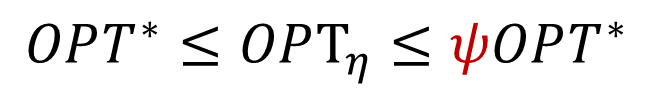 OPT* ≤ OPT_η ≤ ψOPT*